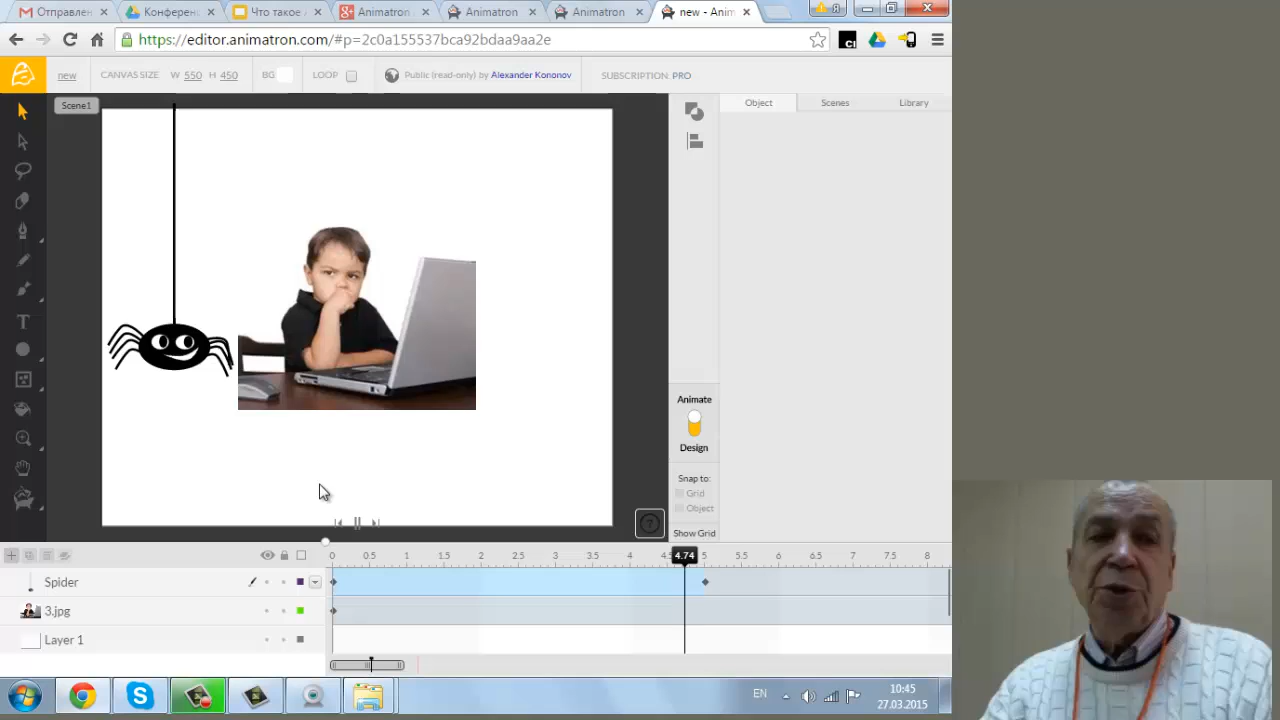 Отправлен
Конференц
Что такое
Animatron
Animatron
Animatron
new - Anim
Я
https://editor.animatron.com/#p=2c0a155537bca92bdaa9aa2e
new
CANVAS SIZE W 550 H 450
BG
LOOP
Public (read-only) by Alexander Kononov
SUBSCRIPTION: PRO
Scene1
Object
Scenes
Library
T
Animate
Design
Snap to:
Grid
Object
Show Grid
?
0 0.5 1 1.5 2 2.5 3 3.5 4 4.5 4.74 5 5.5 6 6.5 7 7.5 8
Spider
3.jpg
Layer 1
EN
10:45
27.03.2015